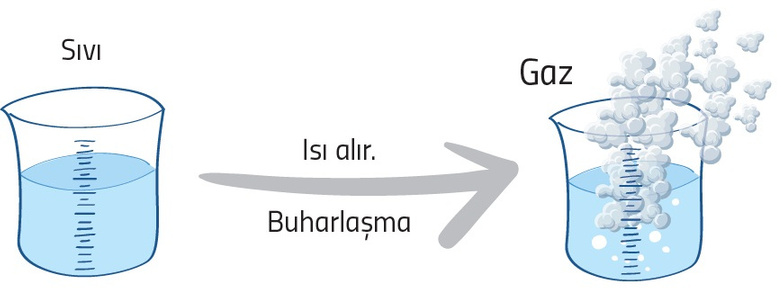 Sıvı
Gaz
Isı alır.
Buharlaşma